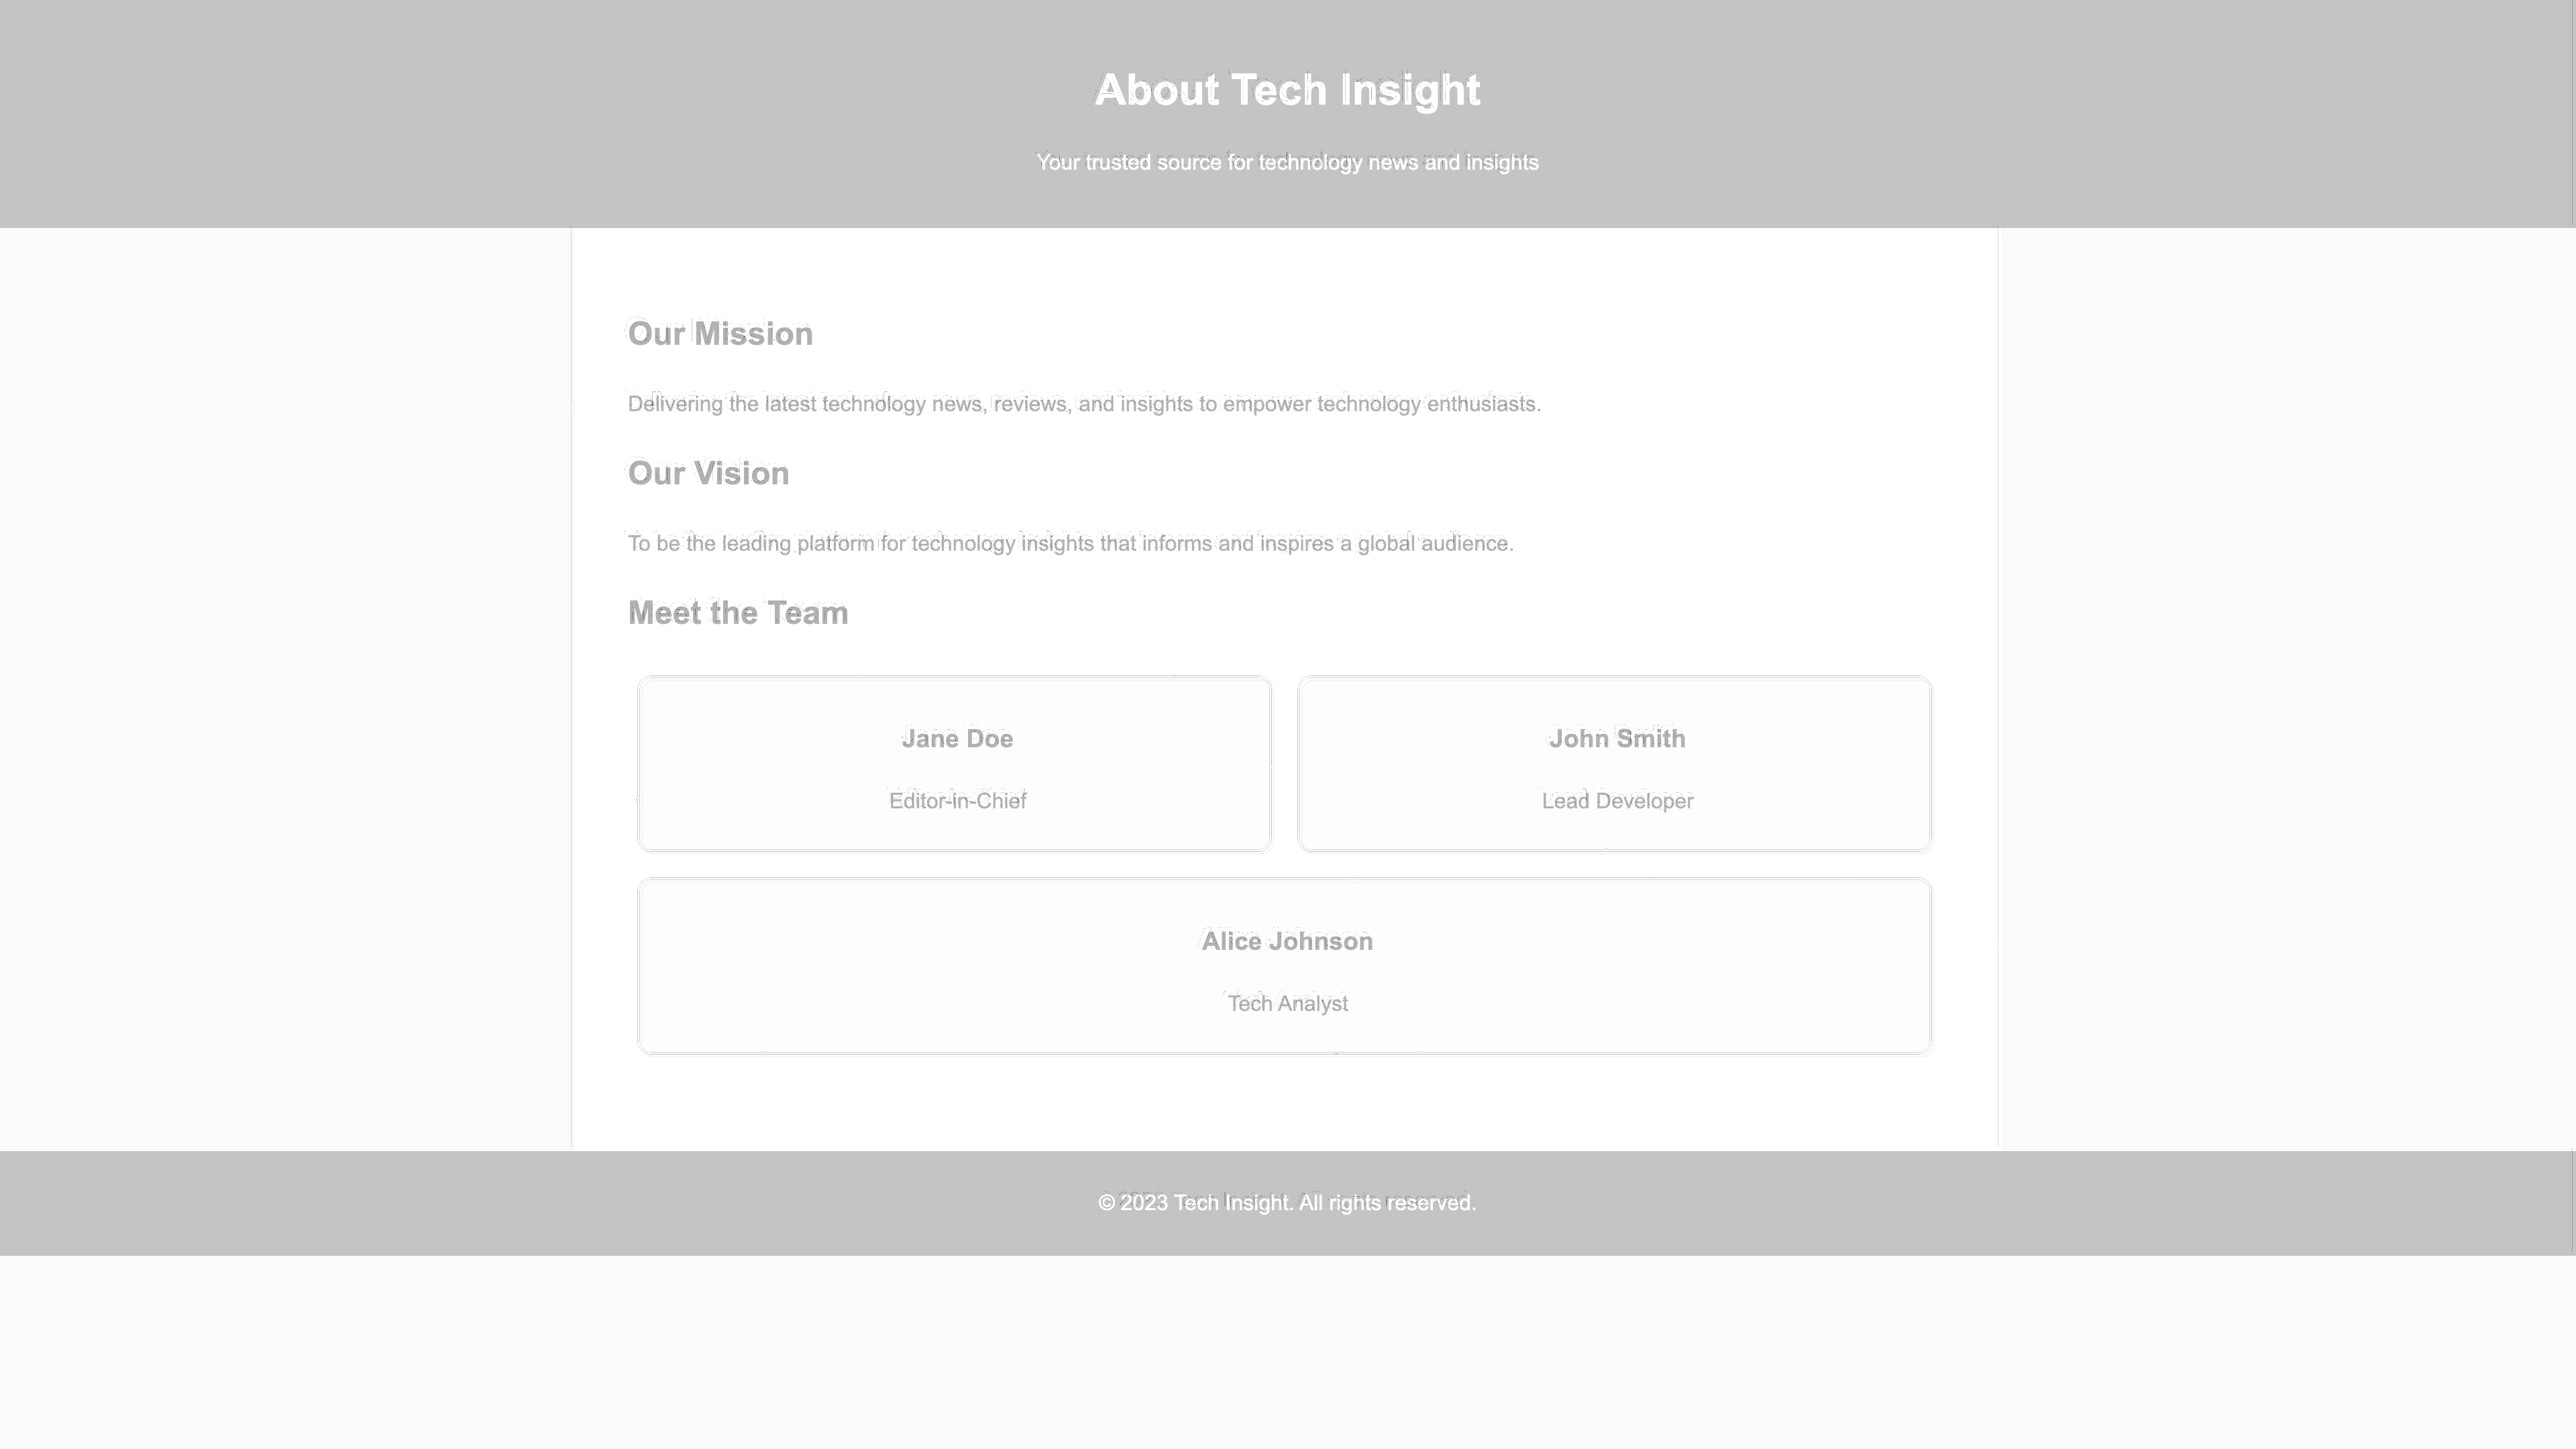 About Tech Insight
Your trusted source for technology news and insights
Our Mission
Delivering the latest technology news, reviews, and insights to empower technology enthusiasts.
Our Vision
To be the leading platform for technology insights that informs and inspires a global audience.
Meet the Team
Jane Doe
Editor-in-Chief
John Smith
Lead Developer
Alice Johnson
Tech Analyst
© 2023 Tech Insight. All rights reserved.